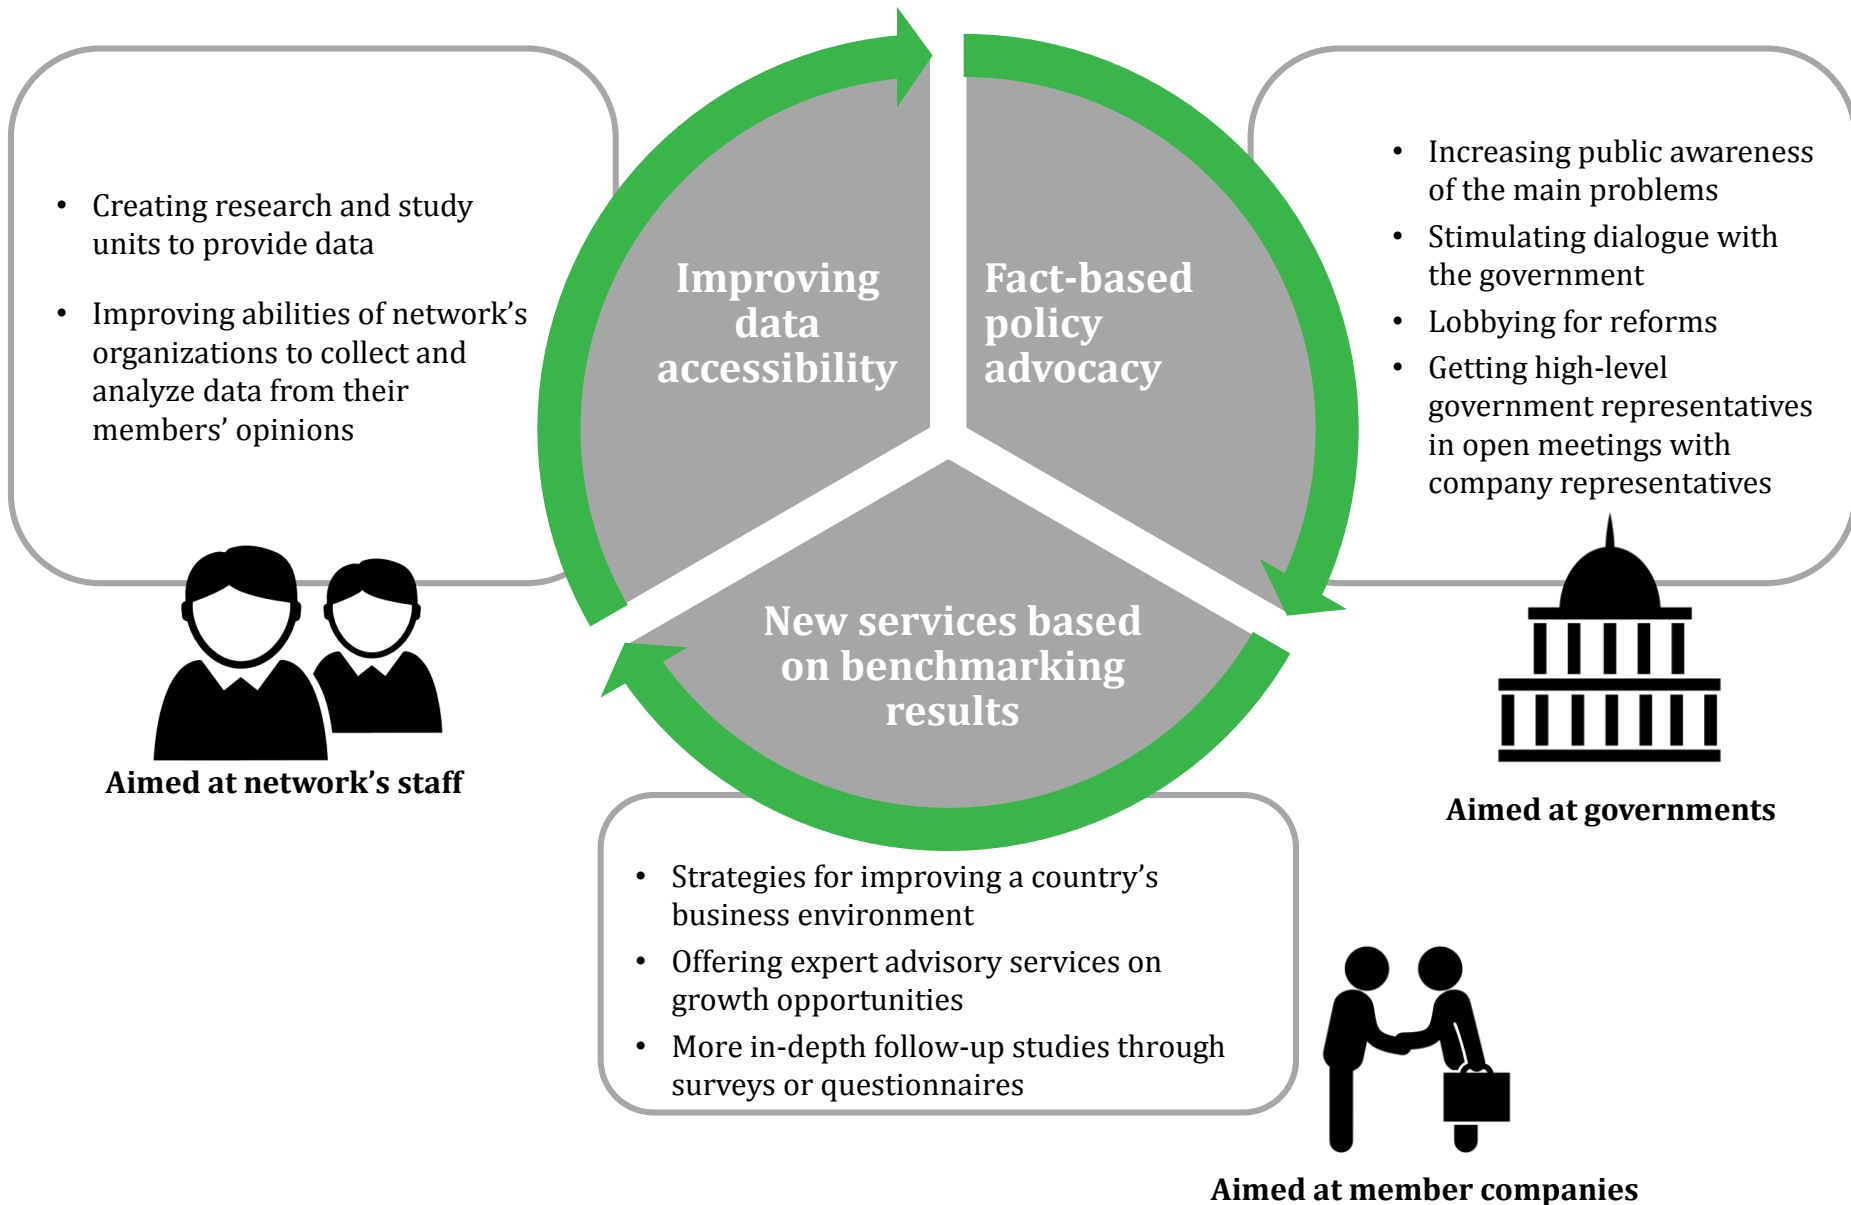 • Creating research and study
units to provide data
• Improving abilities of network’s
organizations to collect and
analyze data from their
members’ opinions
Aimed at network’s staff
Improving
data
accessibility
Fact-based
policy
advocacy
• Increasing public awareness
of the main problems
• Stimulating dialogue with
the government
• Lobbying for reforms
• Getting high-level
government representatives
in open meetings with
company representatives
Aimed at governments
New services based
on benchmarking
results
• Strategies for improving a country’s
business environment
• Offering expert advisory services on
growth opportunities
• More in-depth follow-up studies through
surveys or questionnaires
Aimed at member companies